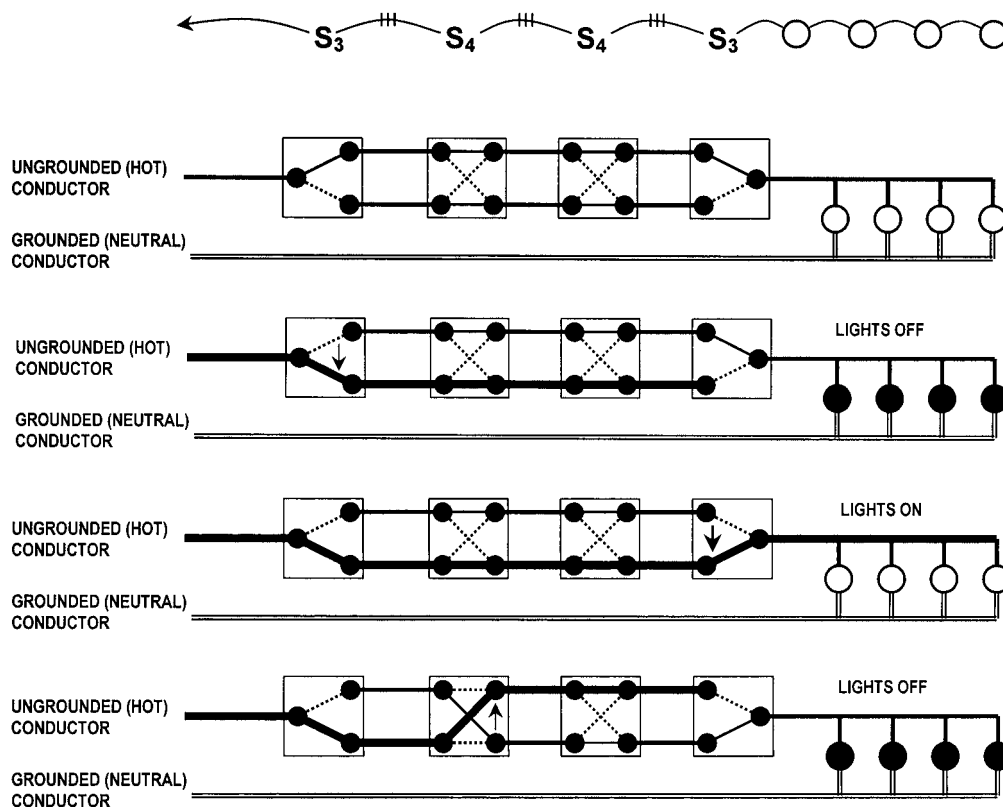 S3 S4 S4 S3
UNGROUNDED (HOT)
CONDUCTOR
GROUNDED (NEUTRAL)
CONDUCTOR
LIGHTS OFF
UNGROUNDED (HOT)
CONDUCTOR
GROUNDED (NEUTRAL)
CONDUCTOR
LIGHTS ON
UNGROUNDED (HOT)
CONDUCTOR
GROUNDED (NEUTRAL)
CONDUCTOR
LIGHTS OFF
UNGROUNDED (HOT)
CONDUCTOR
GROUNDED (NEUTRAL)
CONDUCTOR